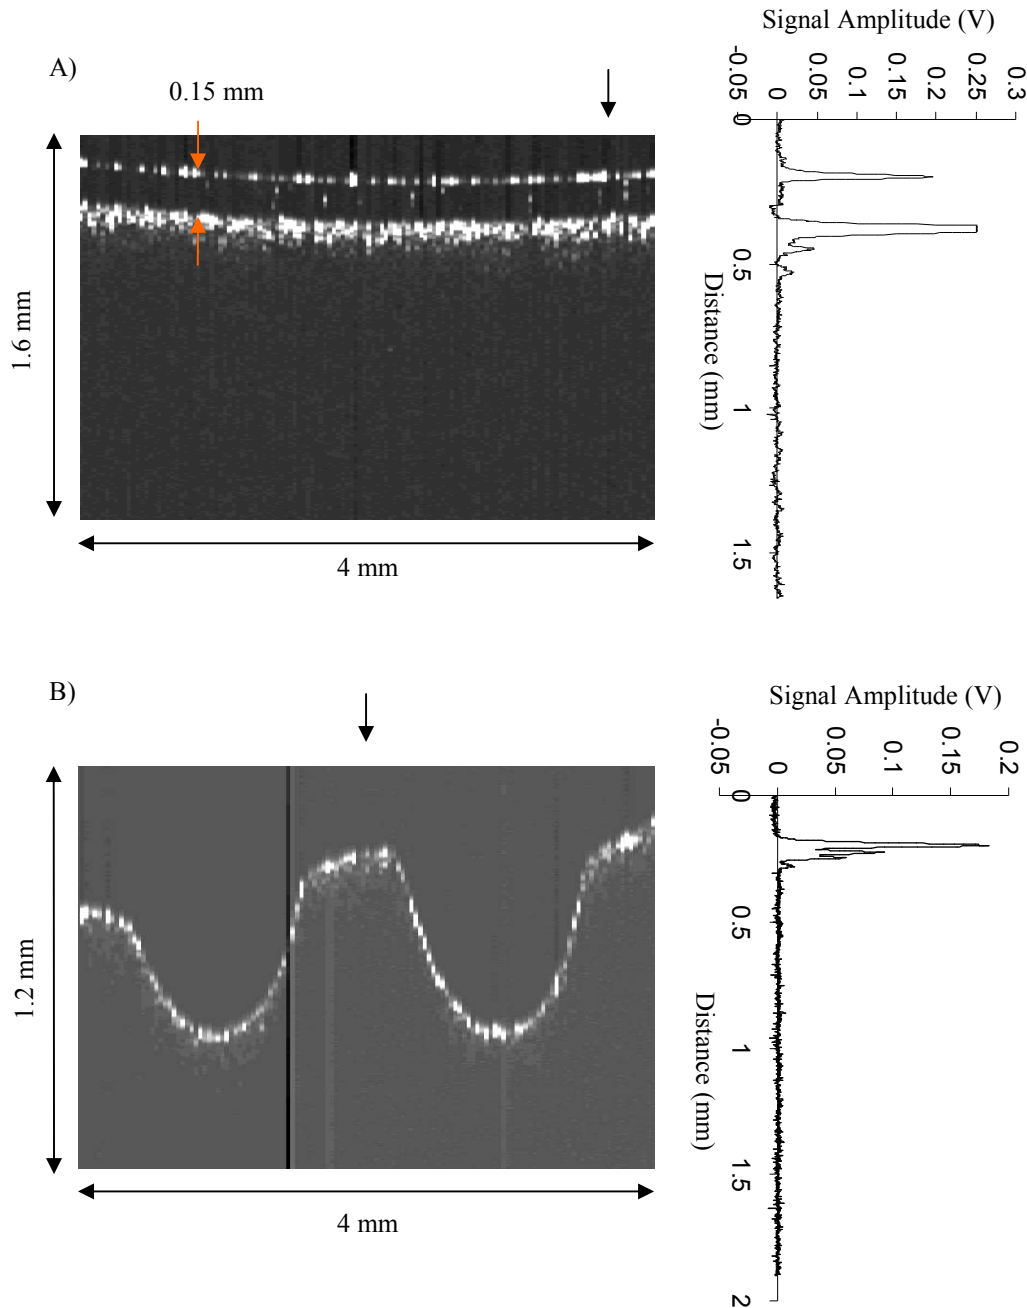 A)
0.15 mm
1.6 mm
4 mm
Signal Amplitude (V)
-0.05 0 0.05 0.1 0.15 0.2 0.25 0.3
0
0.5
1
1.5
Distance (mm)
B)
1.2 mm
4 mm
Signal Amplitude (V)
-0.05 0 0.05 0.1 0.15 0.2
0
0.5
1
1.5
2
Distance (mm)